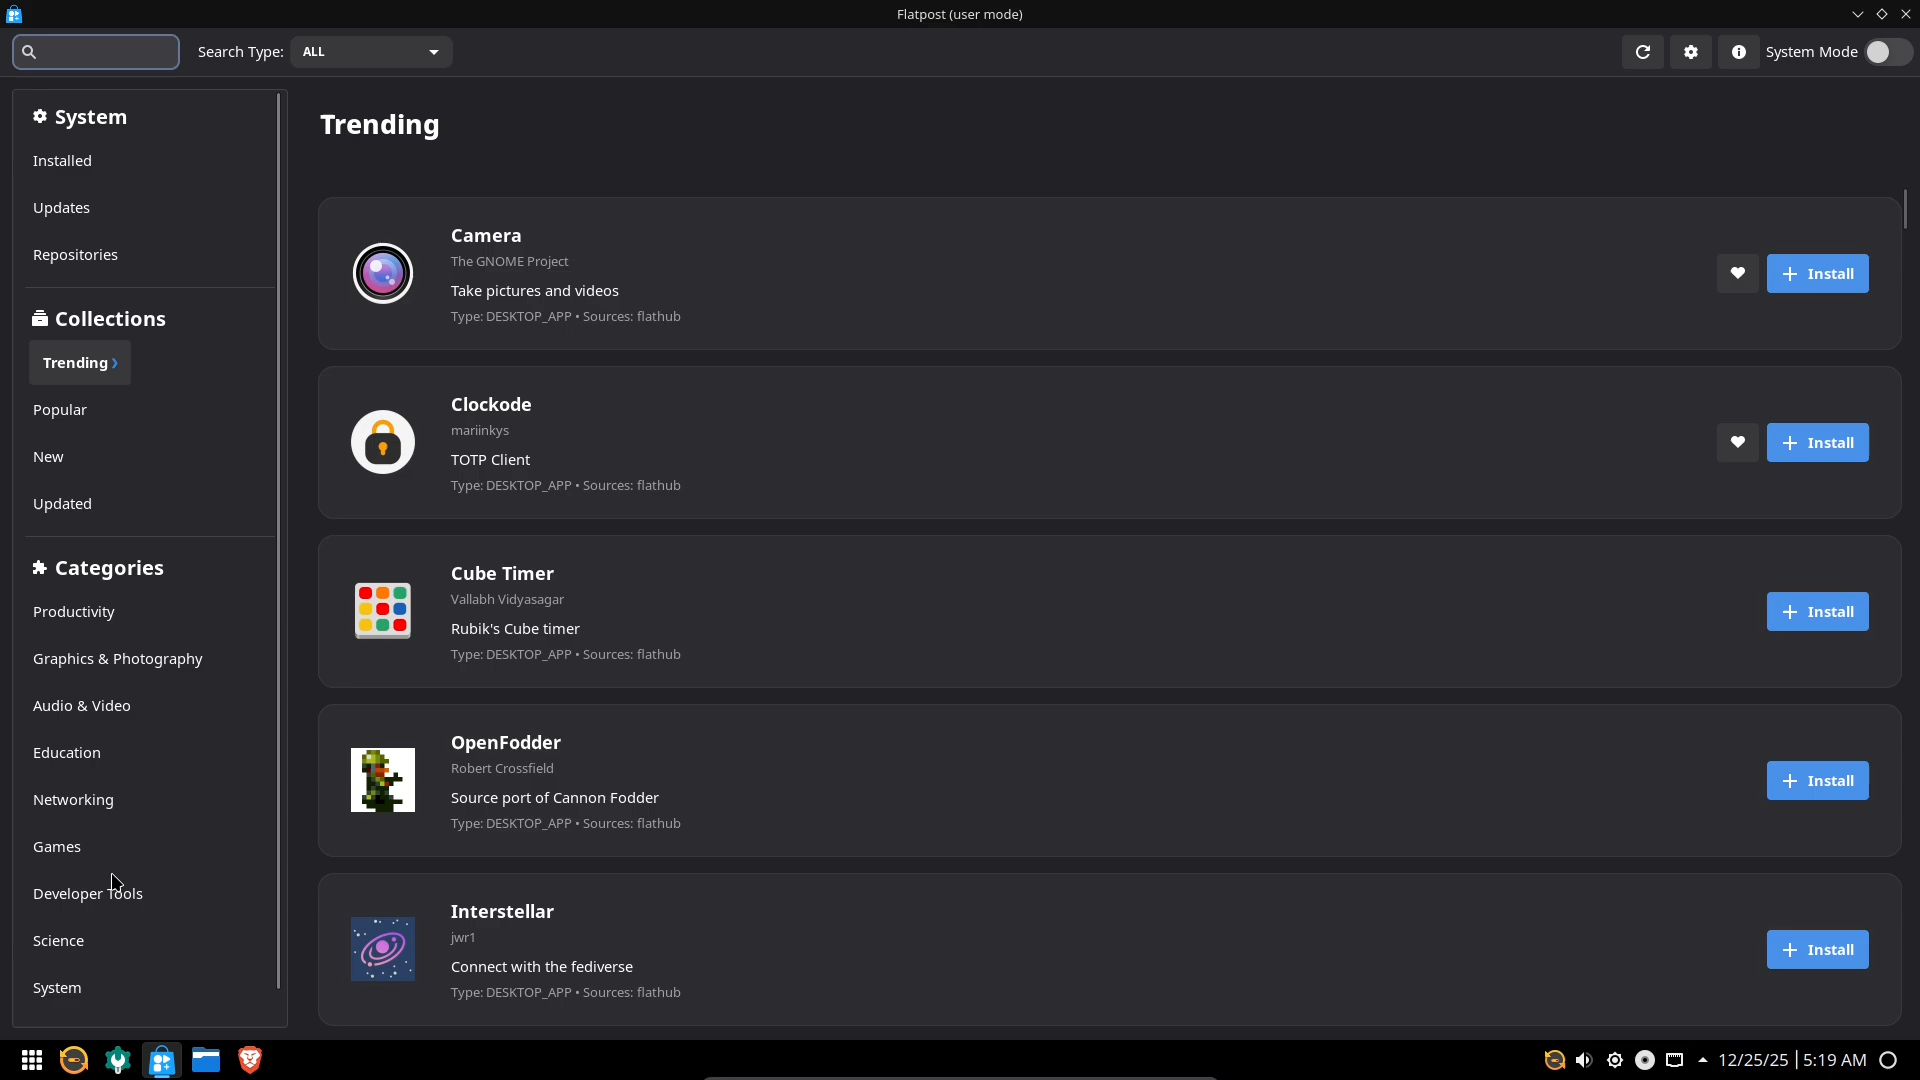 Flatpost (user mode)
Search Type: ALL
System Mode
System
Installed
Updates
Repositories
Collections
Trending
Popular
New
Updated
Categories
Productivity
Graphics & Photography
Audio & Video
Education
Networking
Games
Developer Tools
Science
System
Trending
Camera
The GNOME Project
Take pictures and videos
Type: DESKTOP_APP • Sources: flathub
Install
Clockode
mariinkys
TOTP Client
Type: DESKTOP_APP • Sources: flathub
Install
Cube Timer
Vallabh Vidyasagar
Rubik's Cube timer
Type: DESKTOP_APP • Sources: flathub
Install
OpenFodder
Robert Crossfield
Source port of Cannon Fodder
Type: DESKTOP_APP • Sources: flathub
Install
Interstellar
jwr1
Connect with the fediverse
Type: DESKTOP_APP • Sources: flathub
Install
12/25/25 | 5:19 AM